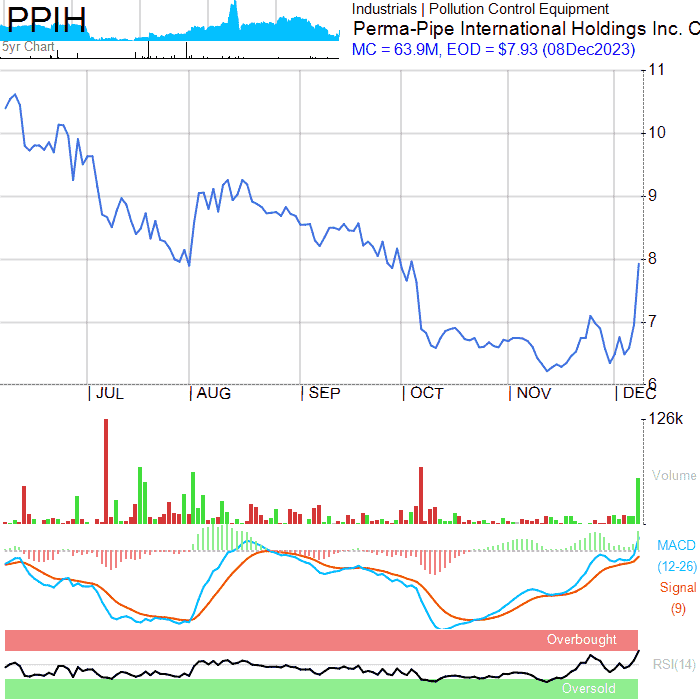 PPIH
5yr Chart
Industrials | Pollution Control Equipment
Perma-Pipe International Holdings Inc. C
MC = 63.9M, EOD = $7.93 (08Dec2023)
11
10
9
8
7
6
JUL AUG SEP OCT NOV DEC
126k
Volume
MACD
(12-26)
Signal
(9)
Overbought
RSI(14)
Oversold